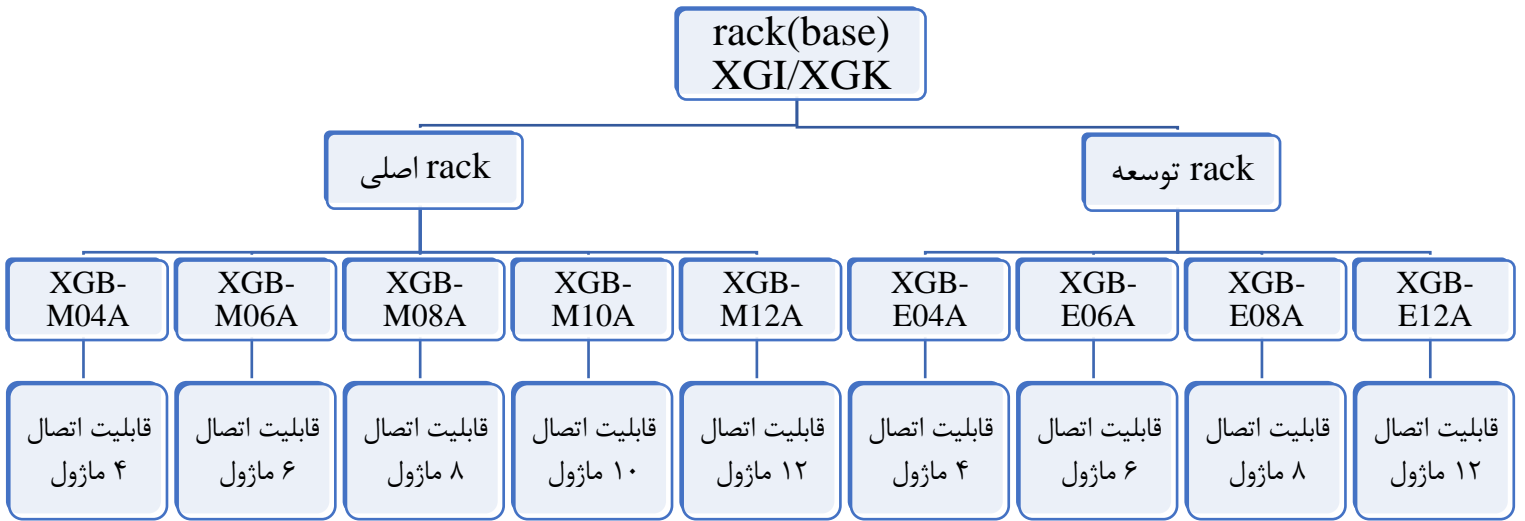 rack(base)
XGI/XGK
rack اصلی
rack توسعه
XGB-
M04A
XGB-
M06A
XGB-
M08A
XGB-
M10A
XGB-
M12A
XGB-
E04A
XGB-
E06A
XGB-
E08A
XGB-
E12A
قابلیت اتصال
۴ ماژول
قابلیت اتصال
۶ ماژول
قابلیت اتصال
۸ ماژول
قابلیت اتصال
۱۰ ماژول
قابلیت اتصال
۱۲ ماژول
قابلیت اتصال
۴ ماژول
قابلیت اتصال
۶ ماژول
قابلیت اتصال
۸ ماژول
قابلیت اتصال
۱۲ ماژول